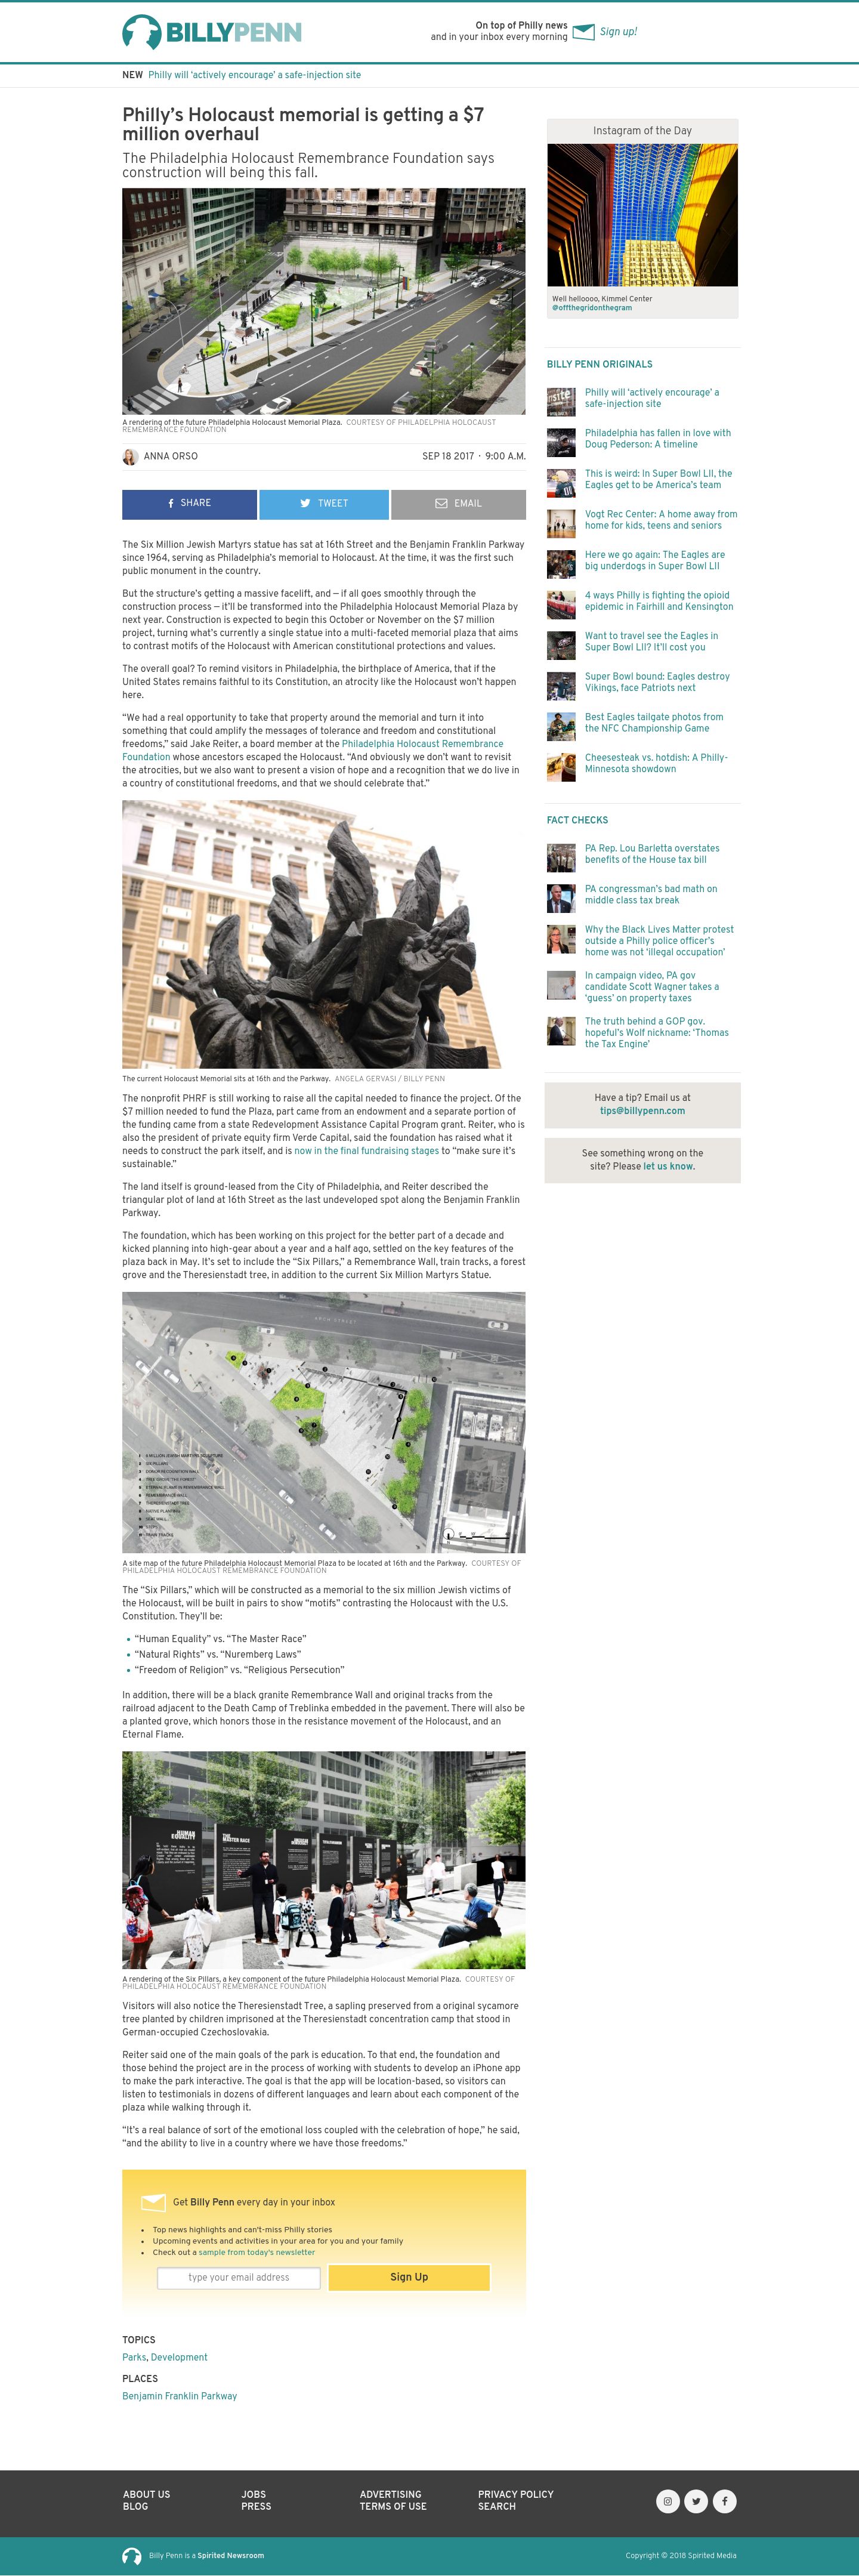 BILLYPENN
On top of Philly news
and in your inbox every morning
Sign up!
NEW Philly will ‘actively encourage’ a safe-injection site
Philly’s Holocaust memorial is getting a $7
million overhaul
The Philadelphia Holocaust Remembrance Foundation says
construction will being this fall.
A rendering of the future Philadelphia Holocaust Memorial Plaza. COURTESY OF PHILADELPHIA HOLOCAUST
REMEMBRANCE FOUNDATION
ANNA ORSO
SEP 18 2017 · 9:00 A.M.
SHARE
TWEET
EMAIL
The Six Million Jewish Martyrs statue has sat at 16th Street and the Benjamin Franklin Parkway
since 1964, serving as Philadelphia’s memorial to Holocaust. At the time, it was the first such
public monument in the country.
But the structure’s getting a massive facelift, and — if all goes smoothly through the
construction process — it’ll be transformed into the Philadelphia Holocaust Memorial Plaza by
next year. Construction is expected to begin this October or November on the $7 million
project, turning what’s currently a single statue into a multi-faceted memorial plaza that aims
to contrast motifs of the Holocaust with American constitutional protections and values.
The overall goal? To remind visitors in Philadelphia, the birthplace of America, that if the
United States remains faithful to its Constitution, an atrocity like the Holocaust won’t happen
here.
“We had a real opportunity to take that property around the memorial and turn it into
something that could amplify the messages of tolerance and freedom and constitutional
freedoms,” said Jake Reiter, a board member at the Philadelphia Holocaust Remembrance
Foundation whose ancestors escaped the Holocaust. “And obviously we don’t want to revisit
the atrocities, but we also want to present a vision of hope and a recognition that we do live in
a country of constitutional freedoms, and that we should celebrate that.”
The current Holocaust Memorial sits at 16th and the Parkway. ANGELA GERVASI / BILLY PENN
The nonprofit PHRF is still working to raise all the capital needed to finance the project. Of the
$7 million needed to fund the Plaza, part came from an endowment and a separate portion of
the funding came from a state Redevelopment Assistance Capital Program grant. Reiter, who is
also the president of private equity firm Verde Capital, said the foundation has raised what it
needs to construct the park itself, and is now in the final fundraising stages to “make sure it’s
sustainable.”
The land itself is ground-leased from the City of Philadelphia, and Reiter described the
triangular plot of land at 16th Street as the last undeveloped spot along the Benjamin Franklin
Parkway.
The foundation, which has been working on this project for the better part of a decade and
kicked planning into high-gear about a year and a half ago, settled on the key features of the
plaza back in May. It’s set to include the “Six Pillars,” a Remembrance Wall, train tracks, a forest
grove and the Theresienstadt tree, in addition to the current Six Million Martyrs Statue.
ARCH STREET
1 6 MILLION JEWISH MARTYRS SCULPTURE
2 SIX PILLARS
3 DONOR RECOGNITION WALL
4 TREE GROVE "THE FOREST"
5 ETERNAL FLAME IN REMEMBRANCE WALL
6 REMEMBRANCE WALL
7 THERESIENSTADT TREE
8 NATIVE PLANTING
9 SEAT WALL
10 STEPS
11 TRAIN TRACKS
A site map of the future Philadelphia Holocaust Memorial Plaza to be located at 16th and the Parkway. COURTESY OF
PHILADELPHIA HOLOCAUST REMEMBRANCE FOUNDATION
The “Six Pillars,” which will be constructed as a memorial to the six million Jewish victims of
the Holocaust, will be built in pairs to show “motifs” contrasting the Holocaust with the U.S.
Constitution. They’ll be:
• “Human Equality” vs. “The Master Race”
• “Natural Rights” vs. “Nuremberg Laws”
• “Freedom of Religion” vs. “Religious Persecution”
In addition, there will be a black granite Remembrance Wall and original tracks from the
railroad adjacent to the Death Camp of Treblinka embedded in the pavement. There will also be
a planted grove, which honors those in the resistance movement of the Holocaust, and an
Eternal Flame.
HUMAN
EQUALITY
THE
MASTER RACE
A rendering of the Six Pillars, a key component of the future Philadelphia Holocaust Memorial Plaza. COURTESY OF
PHILADELPHIA HOLOCAUST REMEMBRANCE FOUNDATION
Visitors will also notice the Theresienstadt Tree, a sapling preserved from a original sycamore
tree planted by children imprisoned at the Theresienstadt concentration camp that stood in
German-occupied Czechoslovakia.
Reiter said one of the main goals of the park is education. To that end, the foundation and
those behind the project are in the process of working with students to develop an iPhone app
to make the park interactive. The goal is that the app will be location-based, so visitors can
listen to testimonials in dozens of different languages and learn about each component of the
plaza while walking through it.
“It’s a real balance of sort of the emotional loss coupled with the celebration of hope,” he said,
“and the ability to live in a country where we have those freedoms.”
Get Billy Penn every day in your inbox
• Top news highlights and can't-miss Philly stories
• Upcoming events and activities in your area for you and your family
• Check out a sample from today's newsletter
type your email address
Sign Up
TOPICS
Parks, Development
PLACES
Benjamin Franklin Parkway
Instagram of the Day
Well helloooo, Kimmel Center
@offthegridonthegram
BILLY PENN ORIGINALS
Philly will ‘actively encourage’ a
safe-injection site
Philadelphia has fallen in love with
Doug Pederson: A timeline
This is weird: In Super Bowl LII, the
Eagles get to be America’s team
Vogt Rec Center: A home away from
home for kids, teens and seniors
Here we go again: The Eagles are
big underdogs in Super Bowl LII
4 ways Philly is fighting the opioid
epidemic in Fairhill and Kensington
Want to travel see the Eagles in
Super Bowl LII? It’ll cost you
Super Bowl bound: Eagles destroy
Vikings, face Patriots next
Best Eagles tailgate photos from
the NFC Championship Game
Cheesesteak vs. hotdish: A Philly-
Minnesota showdown
FACT CHECKS
PA Rep. Lou Barletta overstates
benefits of the House tax bill
PA congressman’s bad math on
middle class tax break
Why the Black Lives Matter protest
outside a Philly police officer’s
home was not ‘illegal occupation’
In campaign video, PA gov
candidate Scott Wagner takes a
‘guess’ on property taxes
The truth behind a GOP gov.
hopeful’s Wolf nickname: ‘Thomas
the Tax Engine’
Have a tip? Email us at
tips@billypenn.com
See something wrong on the
site? Please let us know.
ABOUT US
BLOG
JOBS
PRESS
ADVERTISING
TERMS OF USE
PRIVACY POLICY
SEARCH
Billy Penn is a Spirited Newsroom
Copyright © 2018 Spirited Media